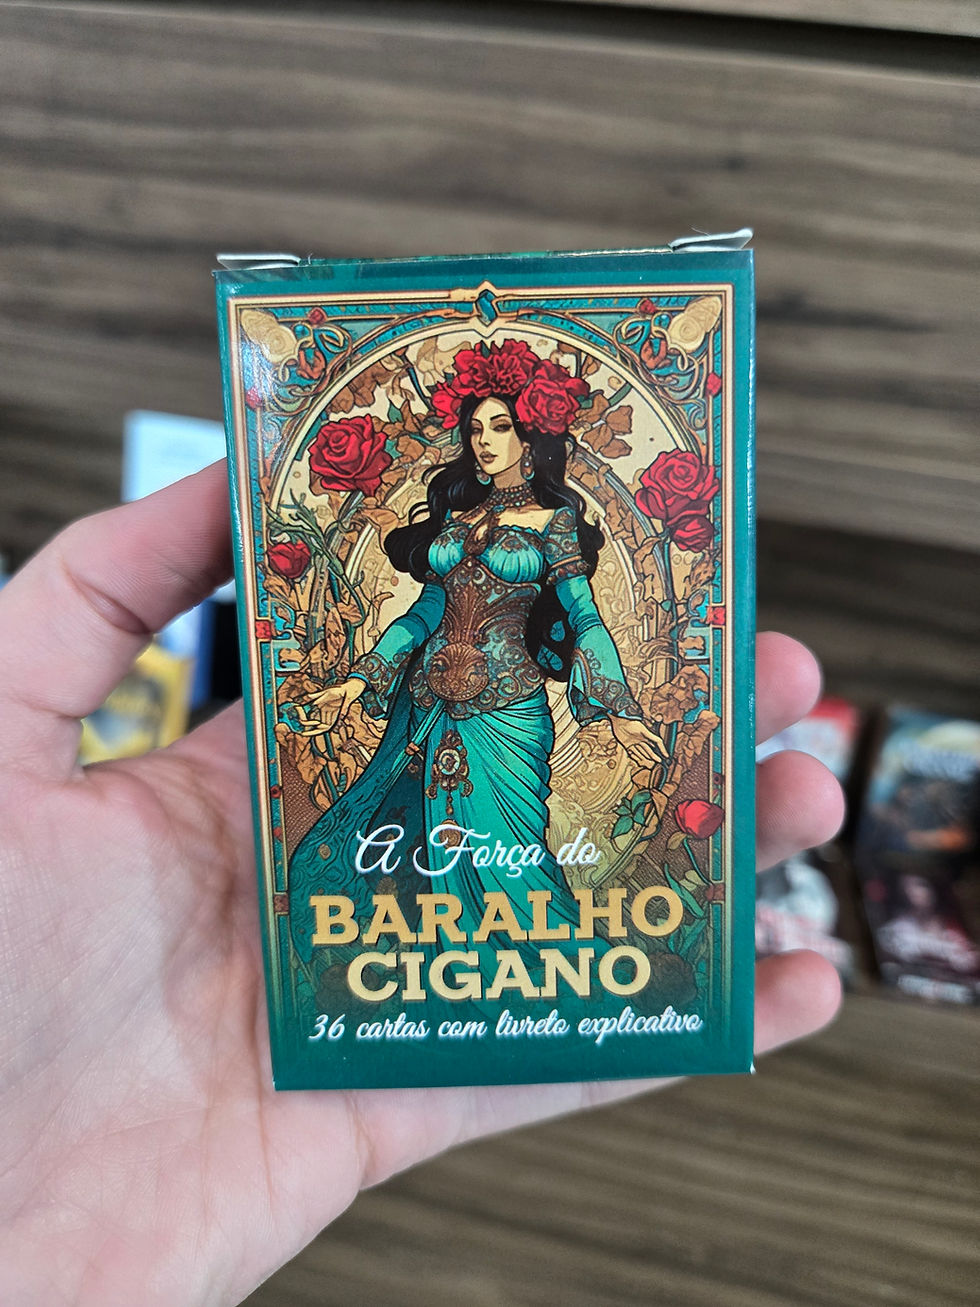 A Força do
BARALHO
CIGANO
36 cartas com livreto explicativo